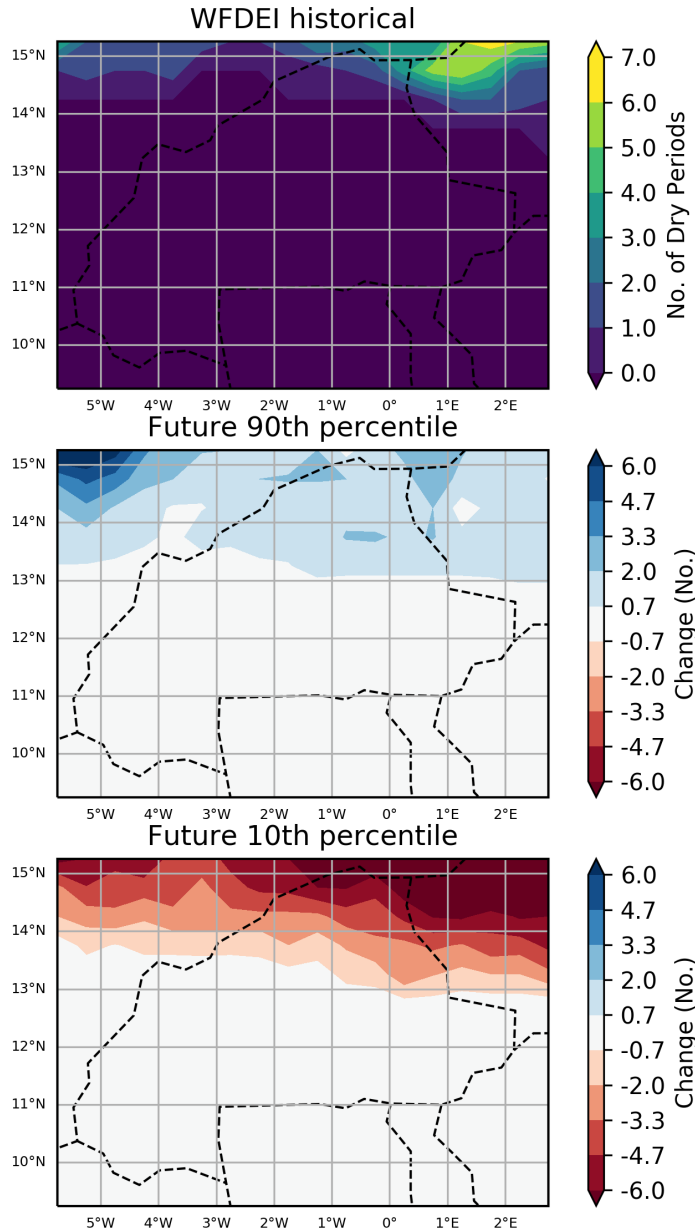 WFDEI historical
15°N
14°N
13°N
12°N
11°N
10°N
5°W 4°W 3°W 2°W 1°W 0° 1°E 2°E
7.0
6.0
5.0
4.0
3.0
2.0
1.0
0.0
No. of Dry Periods
Future 90th percentile
15°N
14°N
13°N
12°N
11°N
10°N
5°W 4°W 3°W 2°W 1°W 0° 1°E 2°E
6.0
4.7
3.3
2.0
0.7
-0.7
-2.0
-3.3
-4.7
-6.0
Change (No.)
Future 10th percentile
15°N
14°N
13°N
12°N
11°N
10°N
5°W 4°W 3°W 2°W 1°W 0° 1°E 2°E
6.0
4.7
3.3
2.0
0.7
-0.7
-2.0
-3.3
-4.7
-6.0
Change (No.)